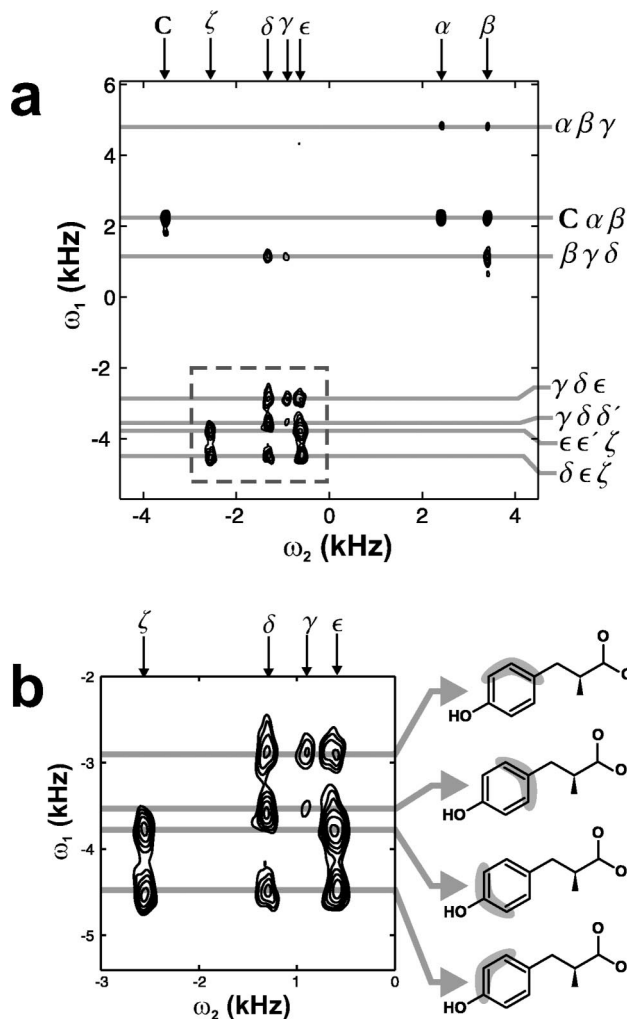 a
C ζ δ γ ϵ α β
6
4
2
0
-2
-4
ω1 (kHz)
α β γ
C α β
β γ δ
γ δ ϵ
γ δ δ′
ϵ ϵ′ ζ
δ ϵ ζ
-4 -2 0 2 4
ω2 (kHz)
b
ζ δ γ ϵ
-2
-3
-4
-5
ω1 (kHz)
-3 -2 1 0
ω2 (kHz)
HO O O
HO O O
HO O O
HO O O